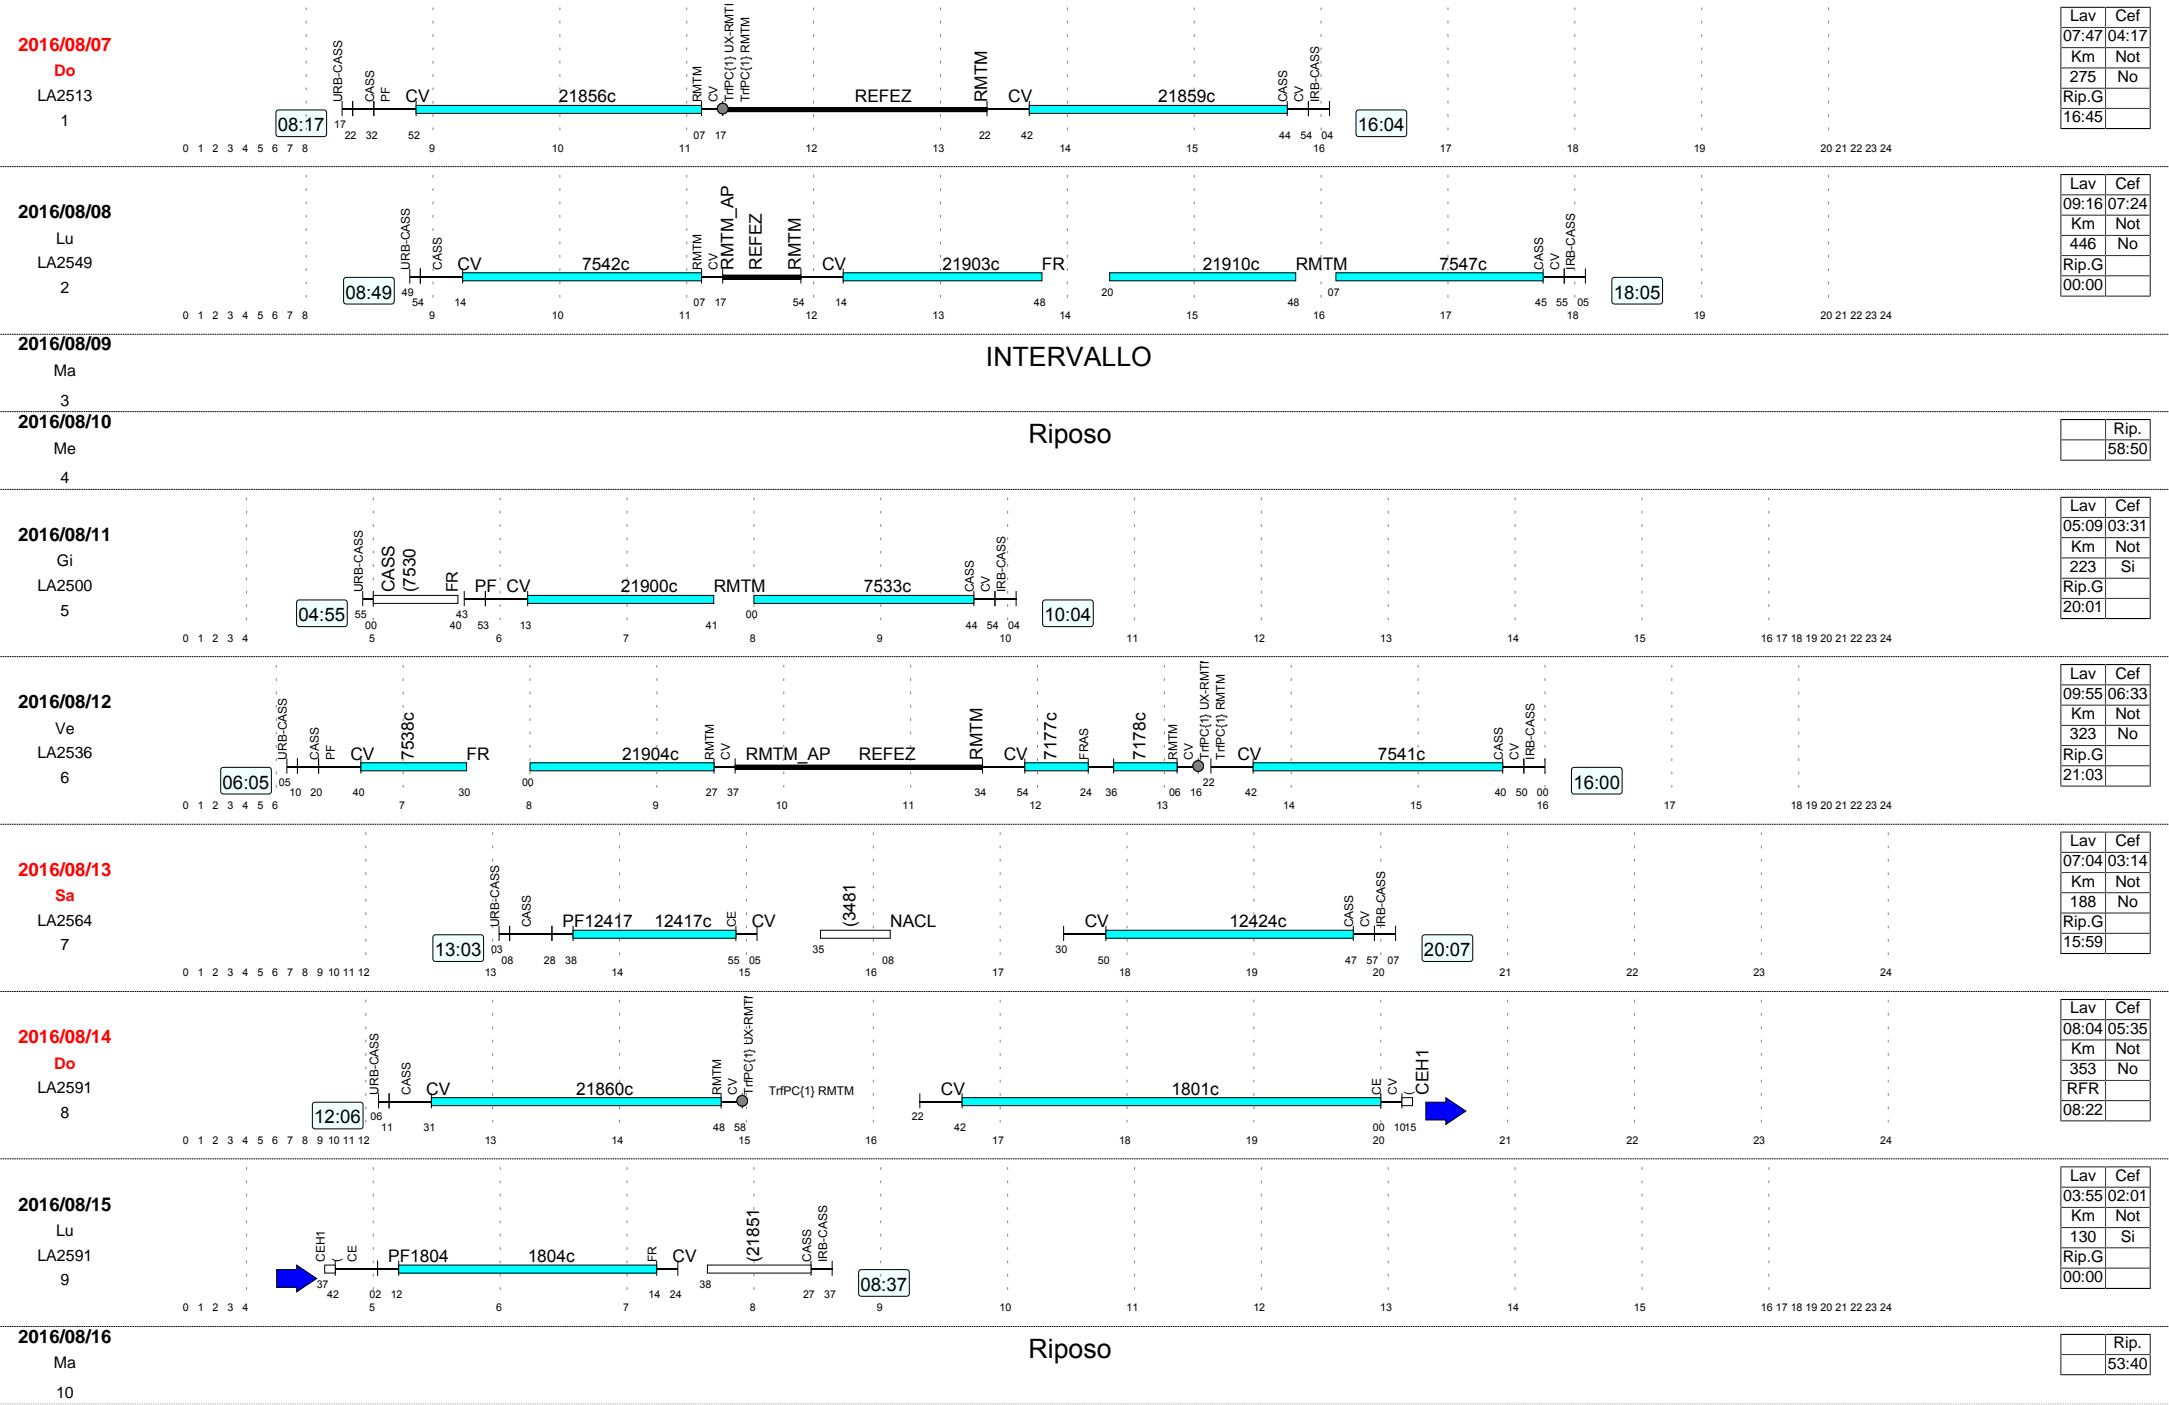 2016/08/07
Do
LA2513
1
08:17
URB-CASS CASS PF CV 21856c RMTM CV TrfPC{1} UX-RMTI TrfPC{1} RMTM REFEZ RMTM CV 21859c CASS CV IRB-CASS
17 22 32 52 07 17 22 42 44 54 04
16:04
0 1 2 3 4 5 6 7 8 9 10 11 12 13 14 15 16 17 18 19 20 21 22 23 24
Lav Cef
07:47 04:17
Km Not
275 No
Rip.G
16:45
2016/08/08
Lu
LA2549
2
08:49
URB-CASS CASS CV 7542c RMTM CV RMTM_AP REFEZ RMTM CV 21903c FR 21910c RMTM 7547c CASS CV IRB-CASS
49 54 14 07 17 54 14 48 20 48 07 45 55 05
18:05
0 1 2 3 4 5 6 7 8 9 10 11 12 13 14 15 16 17 18 19 20 21 22 23 24
Lav Cef
09:16 07:24
Km Not
446 No
Rip.G
00:00
2016/08/09
Ma
3
INTERVALLO
2016/08/10
Me
4
Riposo
Rip.
58:50
2016/08/11
Gi
LA2500
5
04:55
URB-CASS CASS (7530 FR PF CV 21900c RMTM 7533c CASS CV IRB-CASS
55 00 40 43 53 13 41 00 44 54 04
10:04
0 1 2 3 4 5 6 7 8 9 10 11 12 13 14 15 16 17 18 19 20 21 22 23 24
Lav Cef
05:09 03:31
Km Not
223 Si
Rip.G
20:01
2016/08/12
Ve
LA2536
6
06:05
URB-CASS CASS PF CV 7538c FR 21904c RMTM CV RMTM_AP REFEZ RMTM CV 7177c FRAS 7178c RMTM CV TrfPC{1} UX-RMTI TrfPC{1} RMTM CV 7541c CASS CV IRB-CASS
05 10 20 40 30 00 27 37 34 54 24 36 06 16 22 42 40 50 00
16:00
0 1 2 3 4 5 6 7 8 9 10 11 12 13 14 15 16 17 18 19 20 21 22 23 24
Lav Cef
09:55 06:33
Km Not
323 No
Rip.G
21:03
2016/08/13
Sa
LA2564
7
13:03
URB-CASS CASS PF12417 12417c CE CV (3481 NACL CV 12424c CASS CV IRB-CASS
03 08 28 38 55 05 35 08 30 50 47 57 07
20:07
0 1 2 3 4 5 6 7 8 9 10 11 12 13 14 15 16 17 18 19 20 21 22 23 24
Lav Cef
07:04 03:14
Km Not
188 No
Rip.G
15:59
2016/08/14
Do
LA2591
8
12:06
URB-CASS CASS CV 21860c RMTM CV TrfPC{1} UX-RMTI TrfPC{1} RMTM CV 1801c CE CV ( CEH1
06 11 31 48 58 22 42 00 10 15
0 1 2 3 4 5 6 7 8 9 10 11 12 13 14 15 16 17 18 19 20 21 22 23 24
Lav Cef
08:04 05:35
Km Not
353 No
RFR
08:22
2016/08/15
Lu
LA2591
9
CEH1 ( CE PF1804 1804c FR CV (21851 CASS IRB-CASS
37 42 02 12 14 24 38 27 37
08:37
0 1 2 3 4 5 6 7 8 9 10 11 12 13 14 15 16 17 18 19 20 21 22 23 24
Lav Cef
03:55 02:01
Km Not
130 Si
Rip.G
00:00
2016/08/16
Ma
10
Riposo
Rip.
53:40